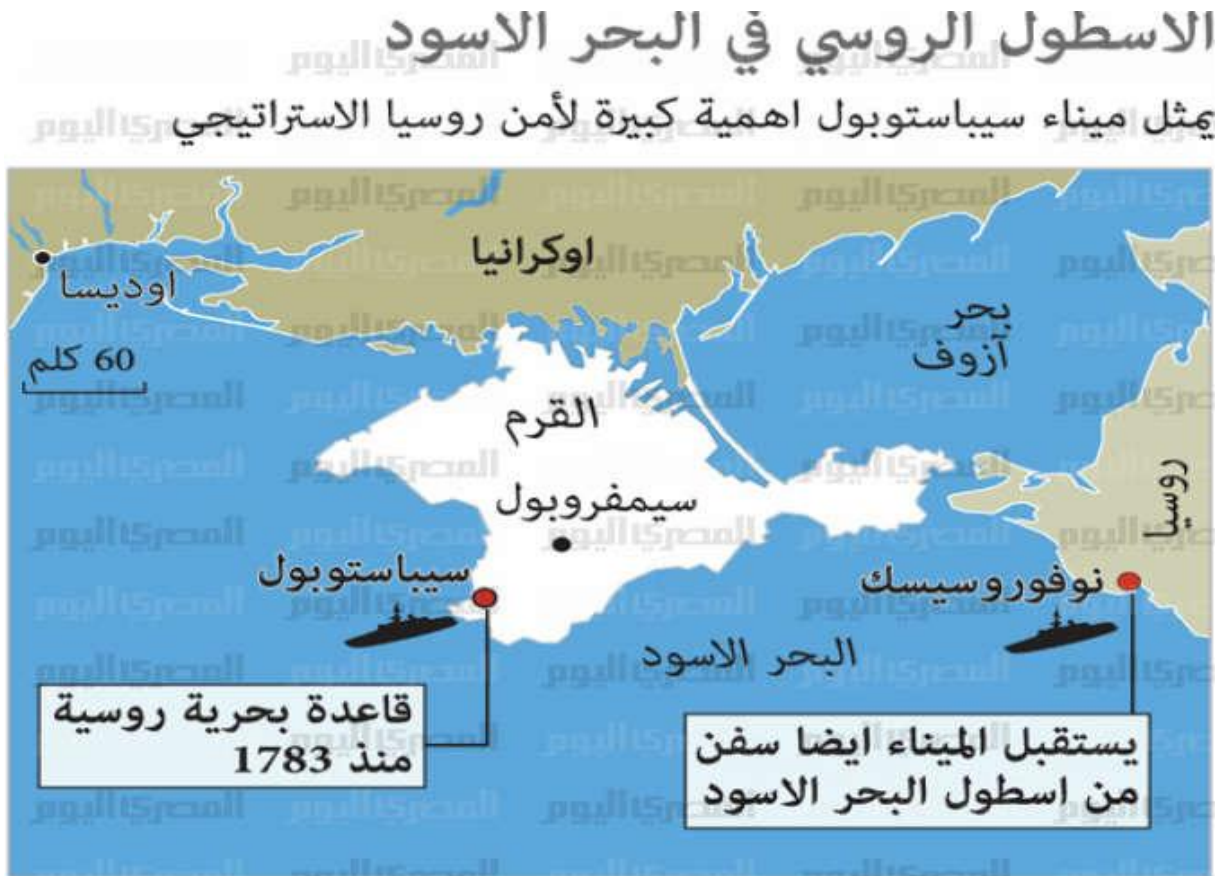 الاسطول الروسي في البحر الاسود
يمثل ميناء سيباستوبول اهمية كبيرة لأمن روسيا الاستراتيجي
اوكرانيا
اوديسا
بحر
آزوف
60 كلم
القرم
روسيا
سيمفروبول
سيباستوبول
نوفوروسيسك
البحر الاسود
قاعدة بحرية روسية
منذ 1783
يستقبل الميناء ايضا سفن
من اسطول البحر الاسود
المصري اليوم